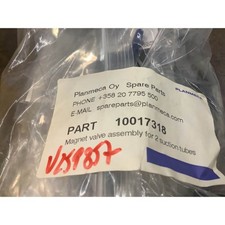 Planmeca Oy Spare Parts
PHONE +358 20 7795 500
E-MAIL spareparts@planmeca.com
PART 10017318
Magnet valve assembly for 2 suction tubes